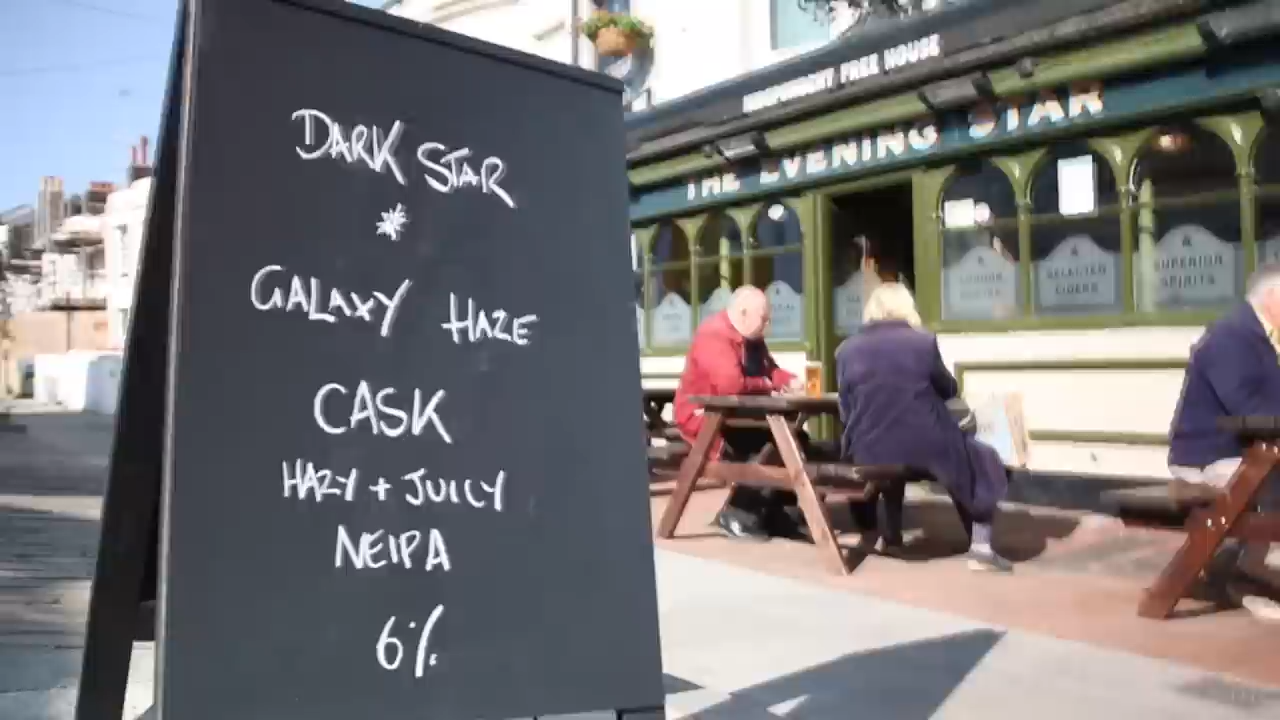 DARK STAR
*
GALAXY HAZE
CASK
HAZY + JUICY
NEIPA
6%
INDEPENDENT FREE HOUSE
THE EVENING STAR
SELECTED
CIDERS
SUPERIOR
SPIRITS